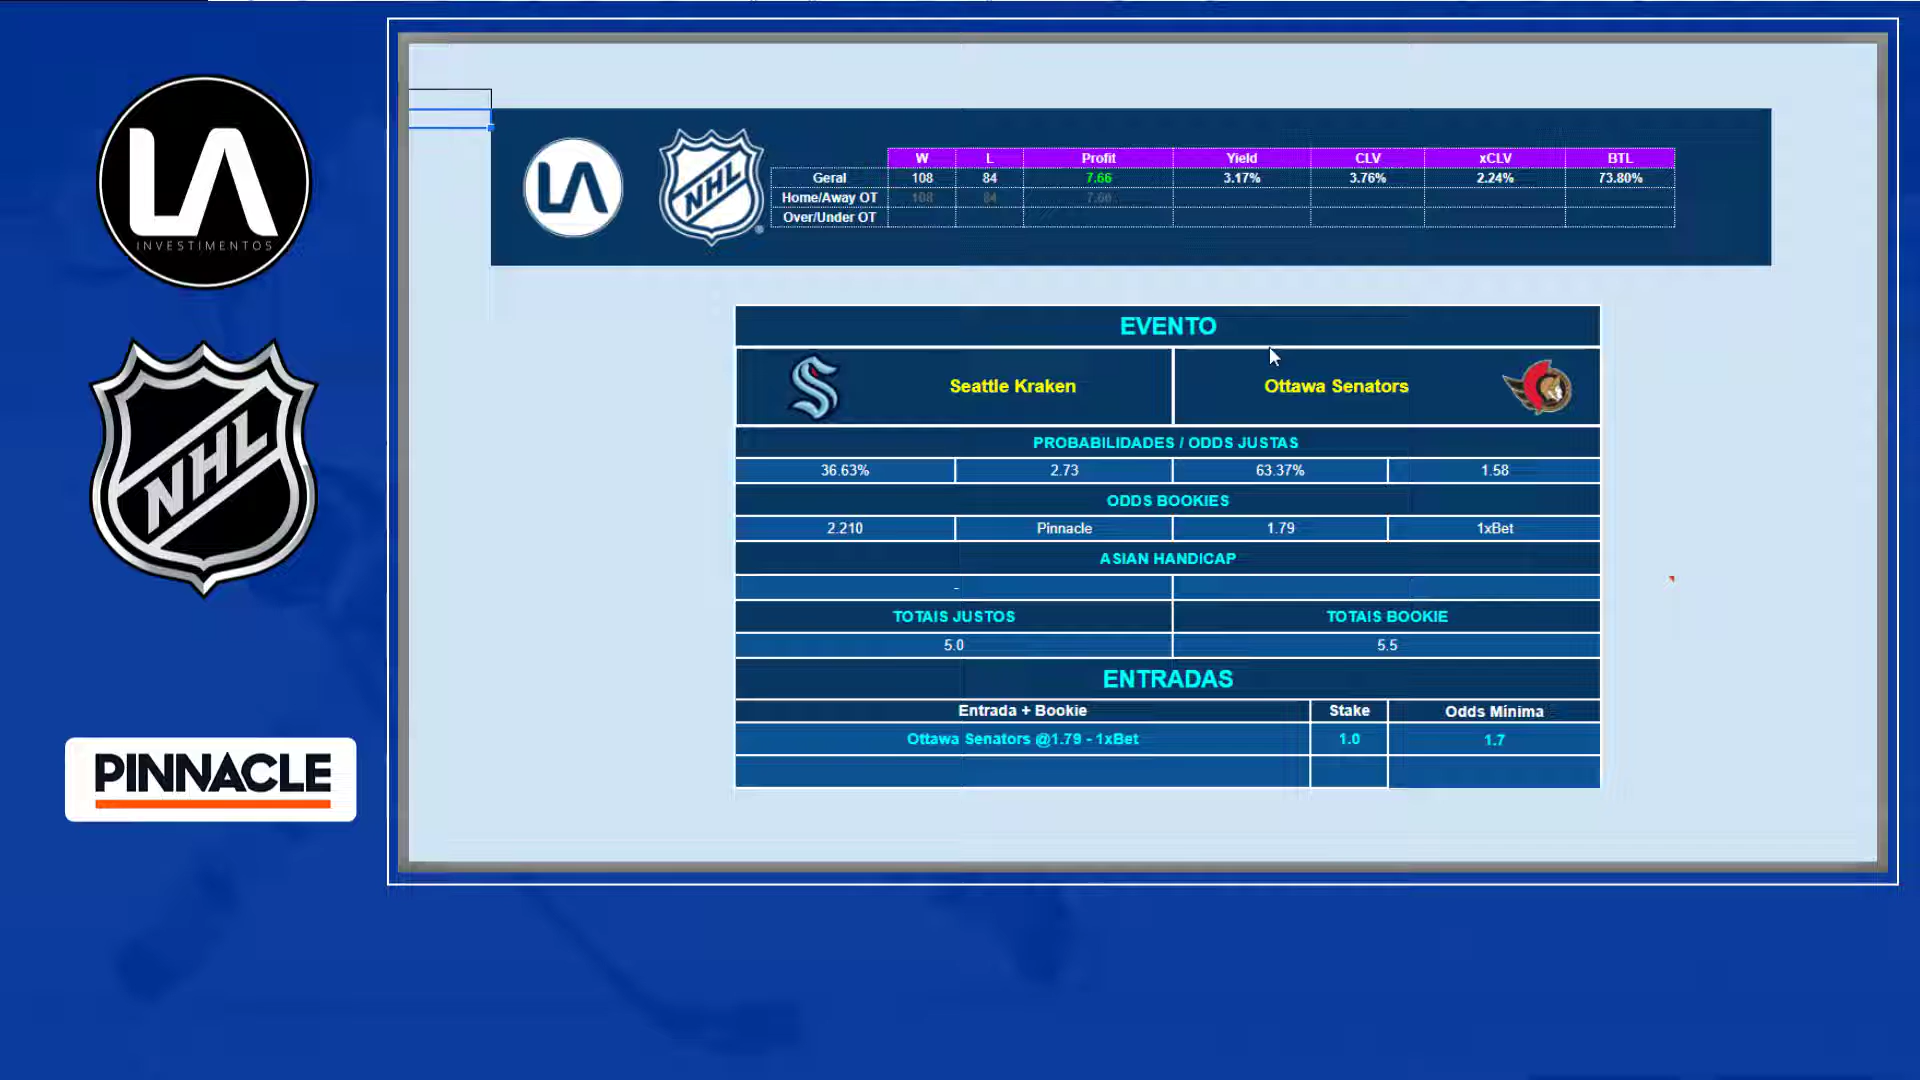 LA
INVESTIMENTOS
NHL
PINNACLE
LA
NHL
W L Profit Yield CLV xCLV BTL
Geral 108 84 7.66 3.17% 3.76% 2.24% 73.80%
Home/Away OT 108 84 7.66
Over/Under OT
EVENTO
Seattle Kraken Ottawa Senators
PROBABILIDADES / ODDS JUSTAS
36.63% 2.73 63.37% 1.58
ODDS BOOKIES
2.210 Pinnacle 1.79 1xBet
ASIAN HANDICAP
-
TOTAIS JUSTOS TOTAIS BOOKIE
5.0 5.5
ENTRADAS
Entrada + Bookie Stake Odds Mínima
Ottawa Senators @1.79 - 1xBet 1.0 1.7